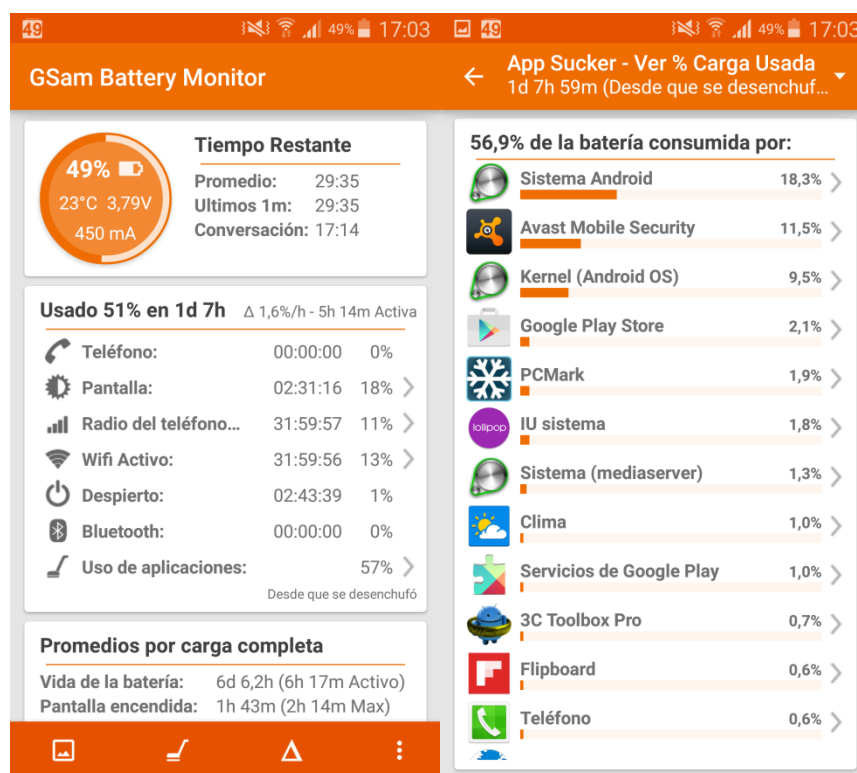 49
49%
17:03
GSam Battery Monitor
49%
23°C 3,79V
450 mA
Tiempo Restante
Promedio: 29:35
Ultimos 1m: 29:35
Conversación: 17:14
Usado 51% en 1d 7h Δ 1,6%/h - 5h 14m Activa
Teléfono: 00:00:00 0%
Pantalla: 02:31:16 18%
Radio del teléfono... 31:59:57 11%
Wifi Activo: 31:59:56 13%
Despierto: 02:43:39 1%
Bluetooth: 00:00:00 0%
Uso de aplicaciones: 57%
Desde que se desenchufó
Promedios por carga completa
Vida de la batería: 6d 6,2h (6h 17m Activo)
Pantalla encendida: 1h 43m (2h 14m Max)
49
49%
17:03
App Sucker - Ver % Carga Usada
1d 7h 59m (Desde que se desenchuf...
56,9% de la batería consumida por:
Sistema Android 18,3%
Avast Mobile Security 11,5%
Kernel (Android OS) 9,5%
Google Play Store 2,1%
PCMark 1,9%
lollipop IU sistema 1,8%
Sistema (mediaserver) 1,3%
Clima 1,0%
Servicios de Google Play 1,0%
3C Toolbox Pro 0,7%
Flipboard 0,6%
Teléfono 0,6%